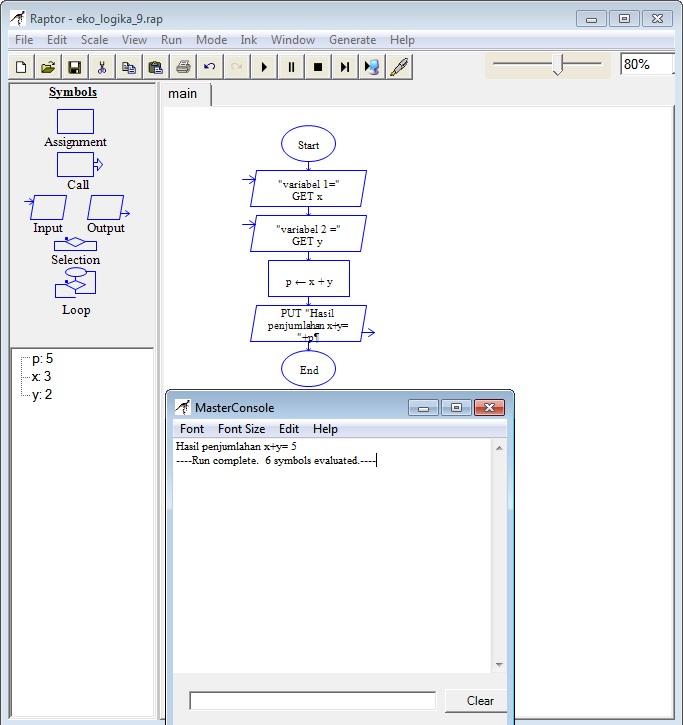 Raptor - eko_logika_9.rap
File Edit Scale View Run Mode Ink Window Generate Help
80%
Symbols
Assignment
Call
Input Output
Selection
Loop
p: 5
x: 3
y: 2
main
Start
"variabel 1="
GET x
"variabel 2 ="
GET y
p ← x + y
PUT "Hasil
penjumlahan x+y=
"+p¶
End
MasterConsole
Font Font Size Edit Help
Hasil penjumlahan x+y= 5
----Run complete.  6 symbols evaluated.----
Clear